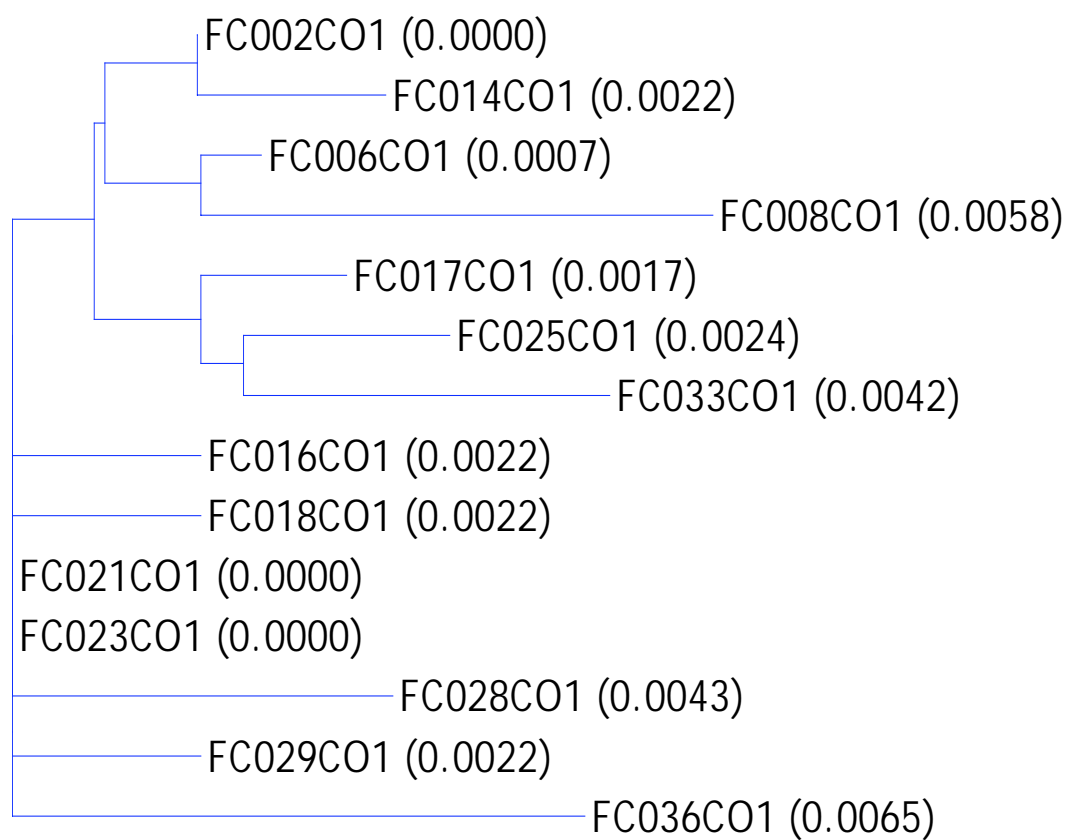 FC002CO1 (0.0000)
FC014CO1 (0.0022)
FC006CO1 (0.0007)
FC008CO1 (0.0058)
FC017CO1 (0.0017)
FC025CO1 (0.0024)
FC033CO1 (0.0042)
FC016CO1 (0.0022)
FC018CO1 (0.0022)
FC021CO1 (0.0000)
FC023CO1 (0.0000)
FC028CO1 (0.0043)
FC029CO1 (0.0022)
FC036CO1 (0.0065)